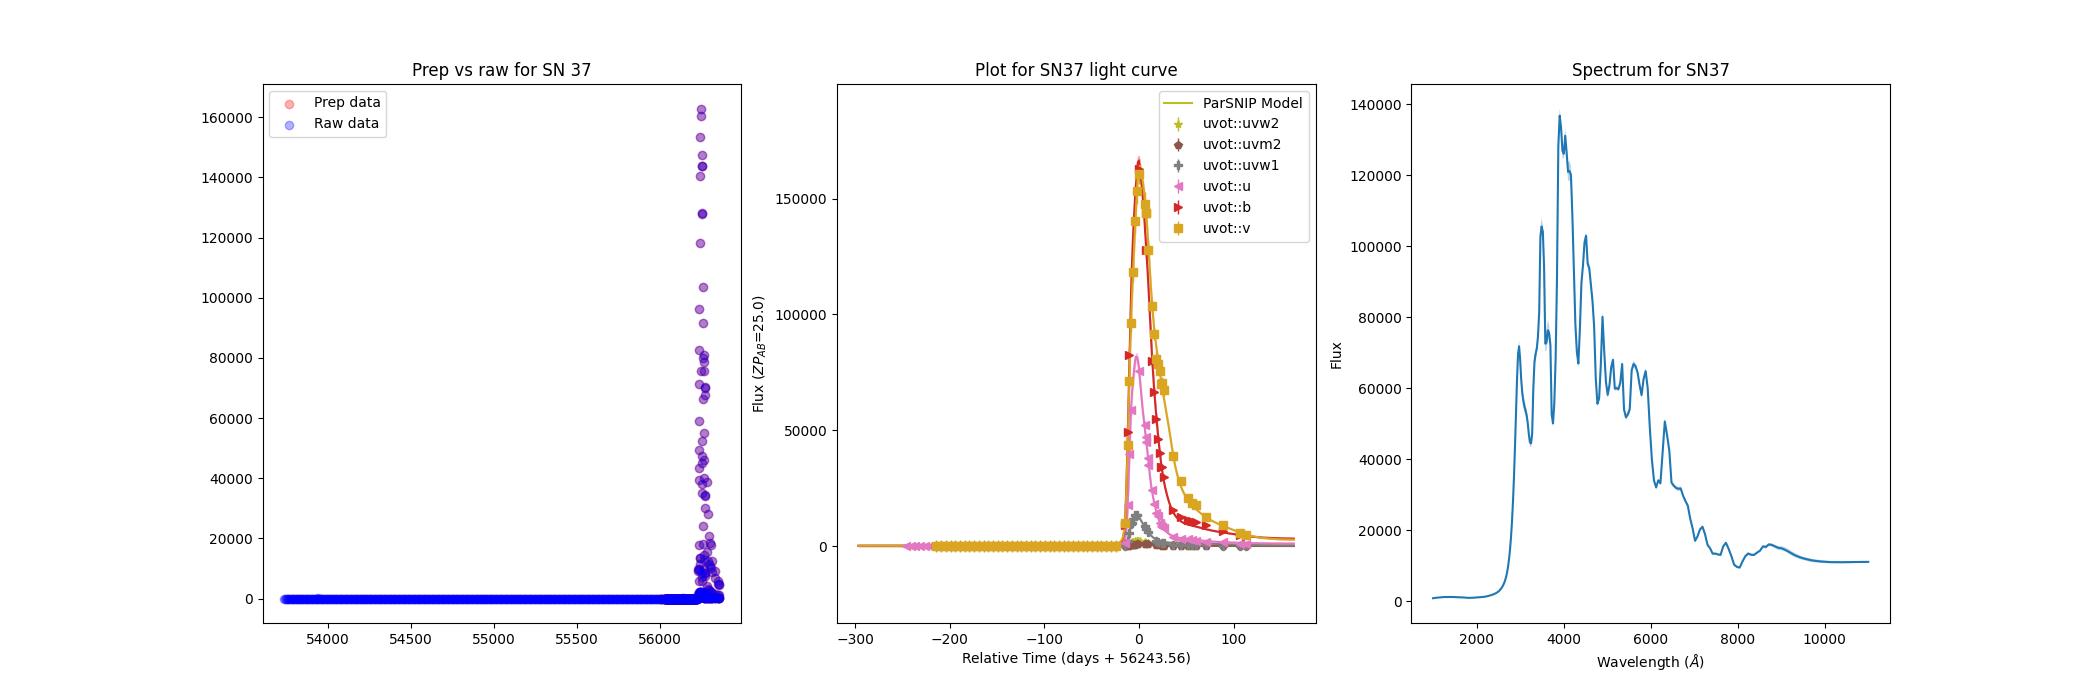 Prep vs raw for SN 37
Prep data
Raw data
160000
140000
120000
100000
80000
60000
40000
20000
0
54000 54500 55000 55500 56000
Plot for SN37 light curve
ParSNIP Model
uvot::uvw2
uvot::uvm2
uvot::uvw1
uvot::u
uvot::b
uvot::v
Flux (ZP_AB=25.0)
150000
100000
50000
0
−300 −200 −100 0 100
Relative Time (days + 56243.56)
Spectrum for SN37
Flux
140000
120000
100000
80000
60000
40000
20000
0
2000 4000 6000 8000 10000
Wavelength (Å)